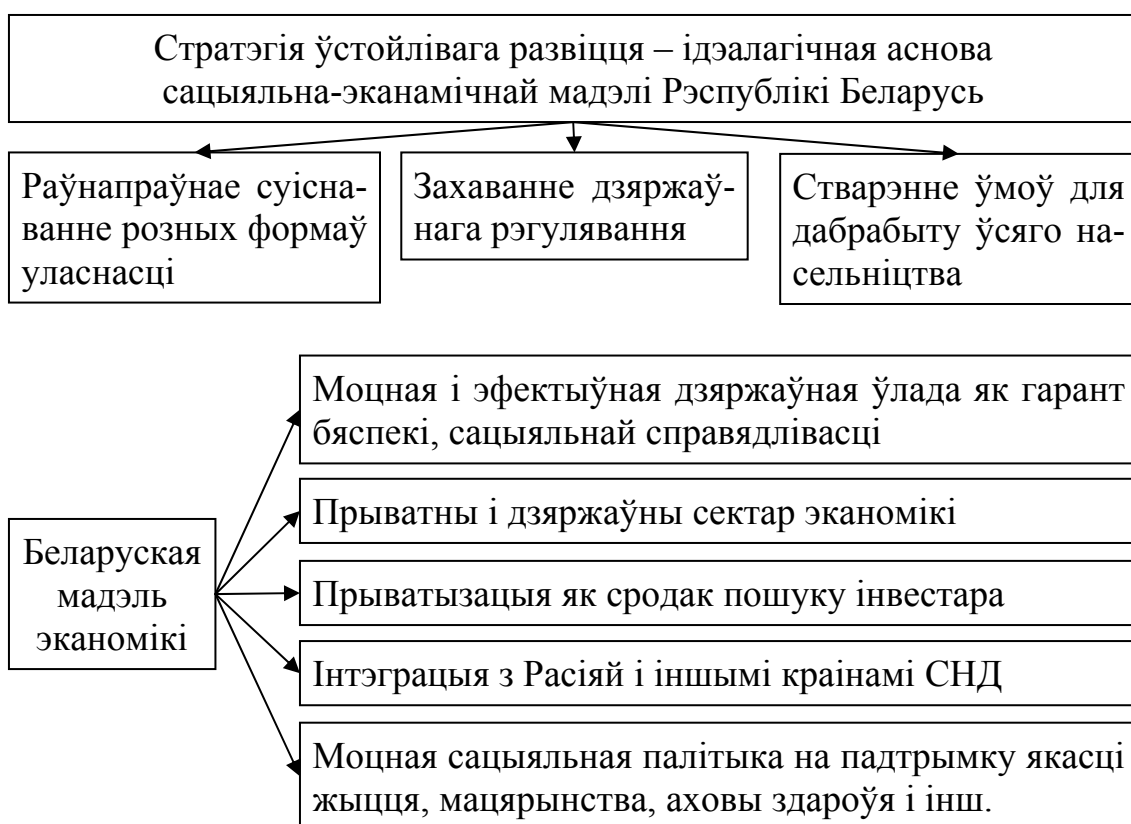 Стратэгія ўстойлівага развіцця – ідэалагічная аснова
сацыяльна-эканамічнай мадэлі Рэспублікі Беларусь
Раўнапраўнае суісна-
ванне розных формаў
уласнасці
Захаванне дзяржаў-
нага рэгулявання
Стварэнне ўмоў для
дабрабыту ўсяго на-
сельніцтва
Беларуская
мадэль
эканомікі
Моцная і эфектыўная дзяржаўная ўлада як гарант
бяспекі, сацыяльнай справядлівасці
Прыватны і дзяржаўны сектар эканомікі
Прыватызацыя як сродак пошуку інвестара
Інтэграцыя з Расіяй і іншымі краінамі СНД
Моцная сацыяльная палітыка на падтрымку якасці
жыцця, мацярынства, аховы здароўя і інш.